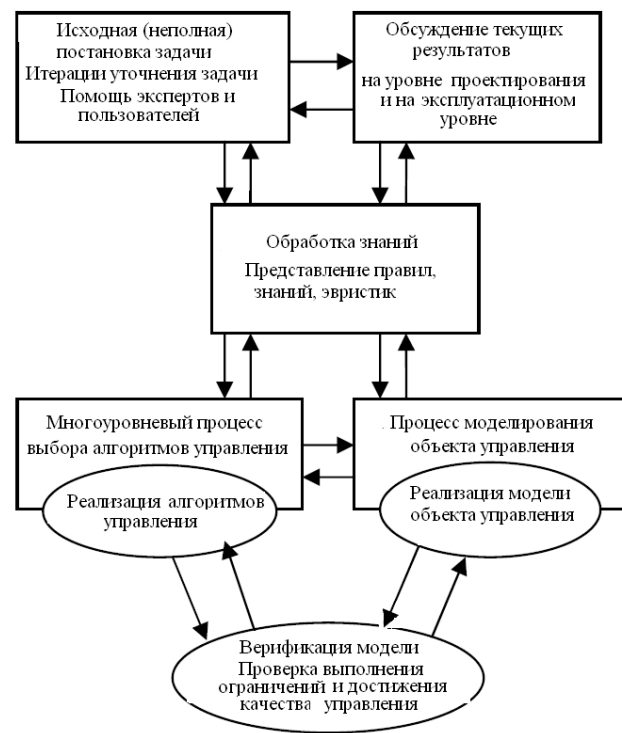 Исходная (неполная)
постановка задачи
Итерации уточнения задачи
Помощь экспертов и
пользователей
Обсуждение текущих
результатов
на уровне проектирования
и на эксплуатационном
уровне
Обработка знаний
Представление правил,
знаний, эвристик
Многоуровневый процесс
выбора алгоритмов управления
Реализация алгоритмов
управления
. Процесс моделирования
объекта управления
Реализация модели
объекта управления
Верификация модели
Проверка выполнения
ограничений и достижения
качества управления